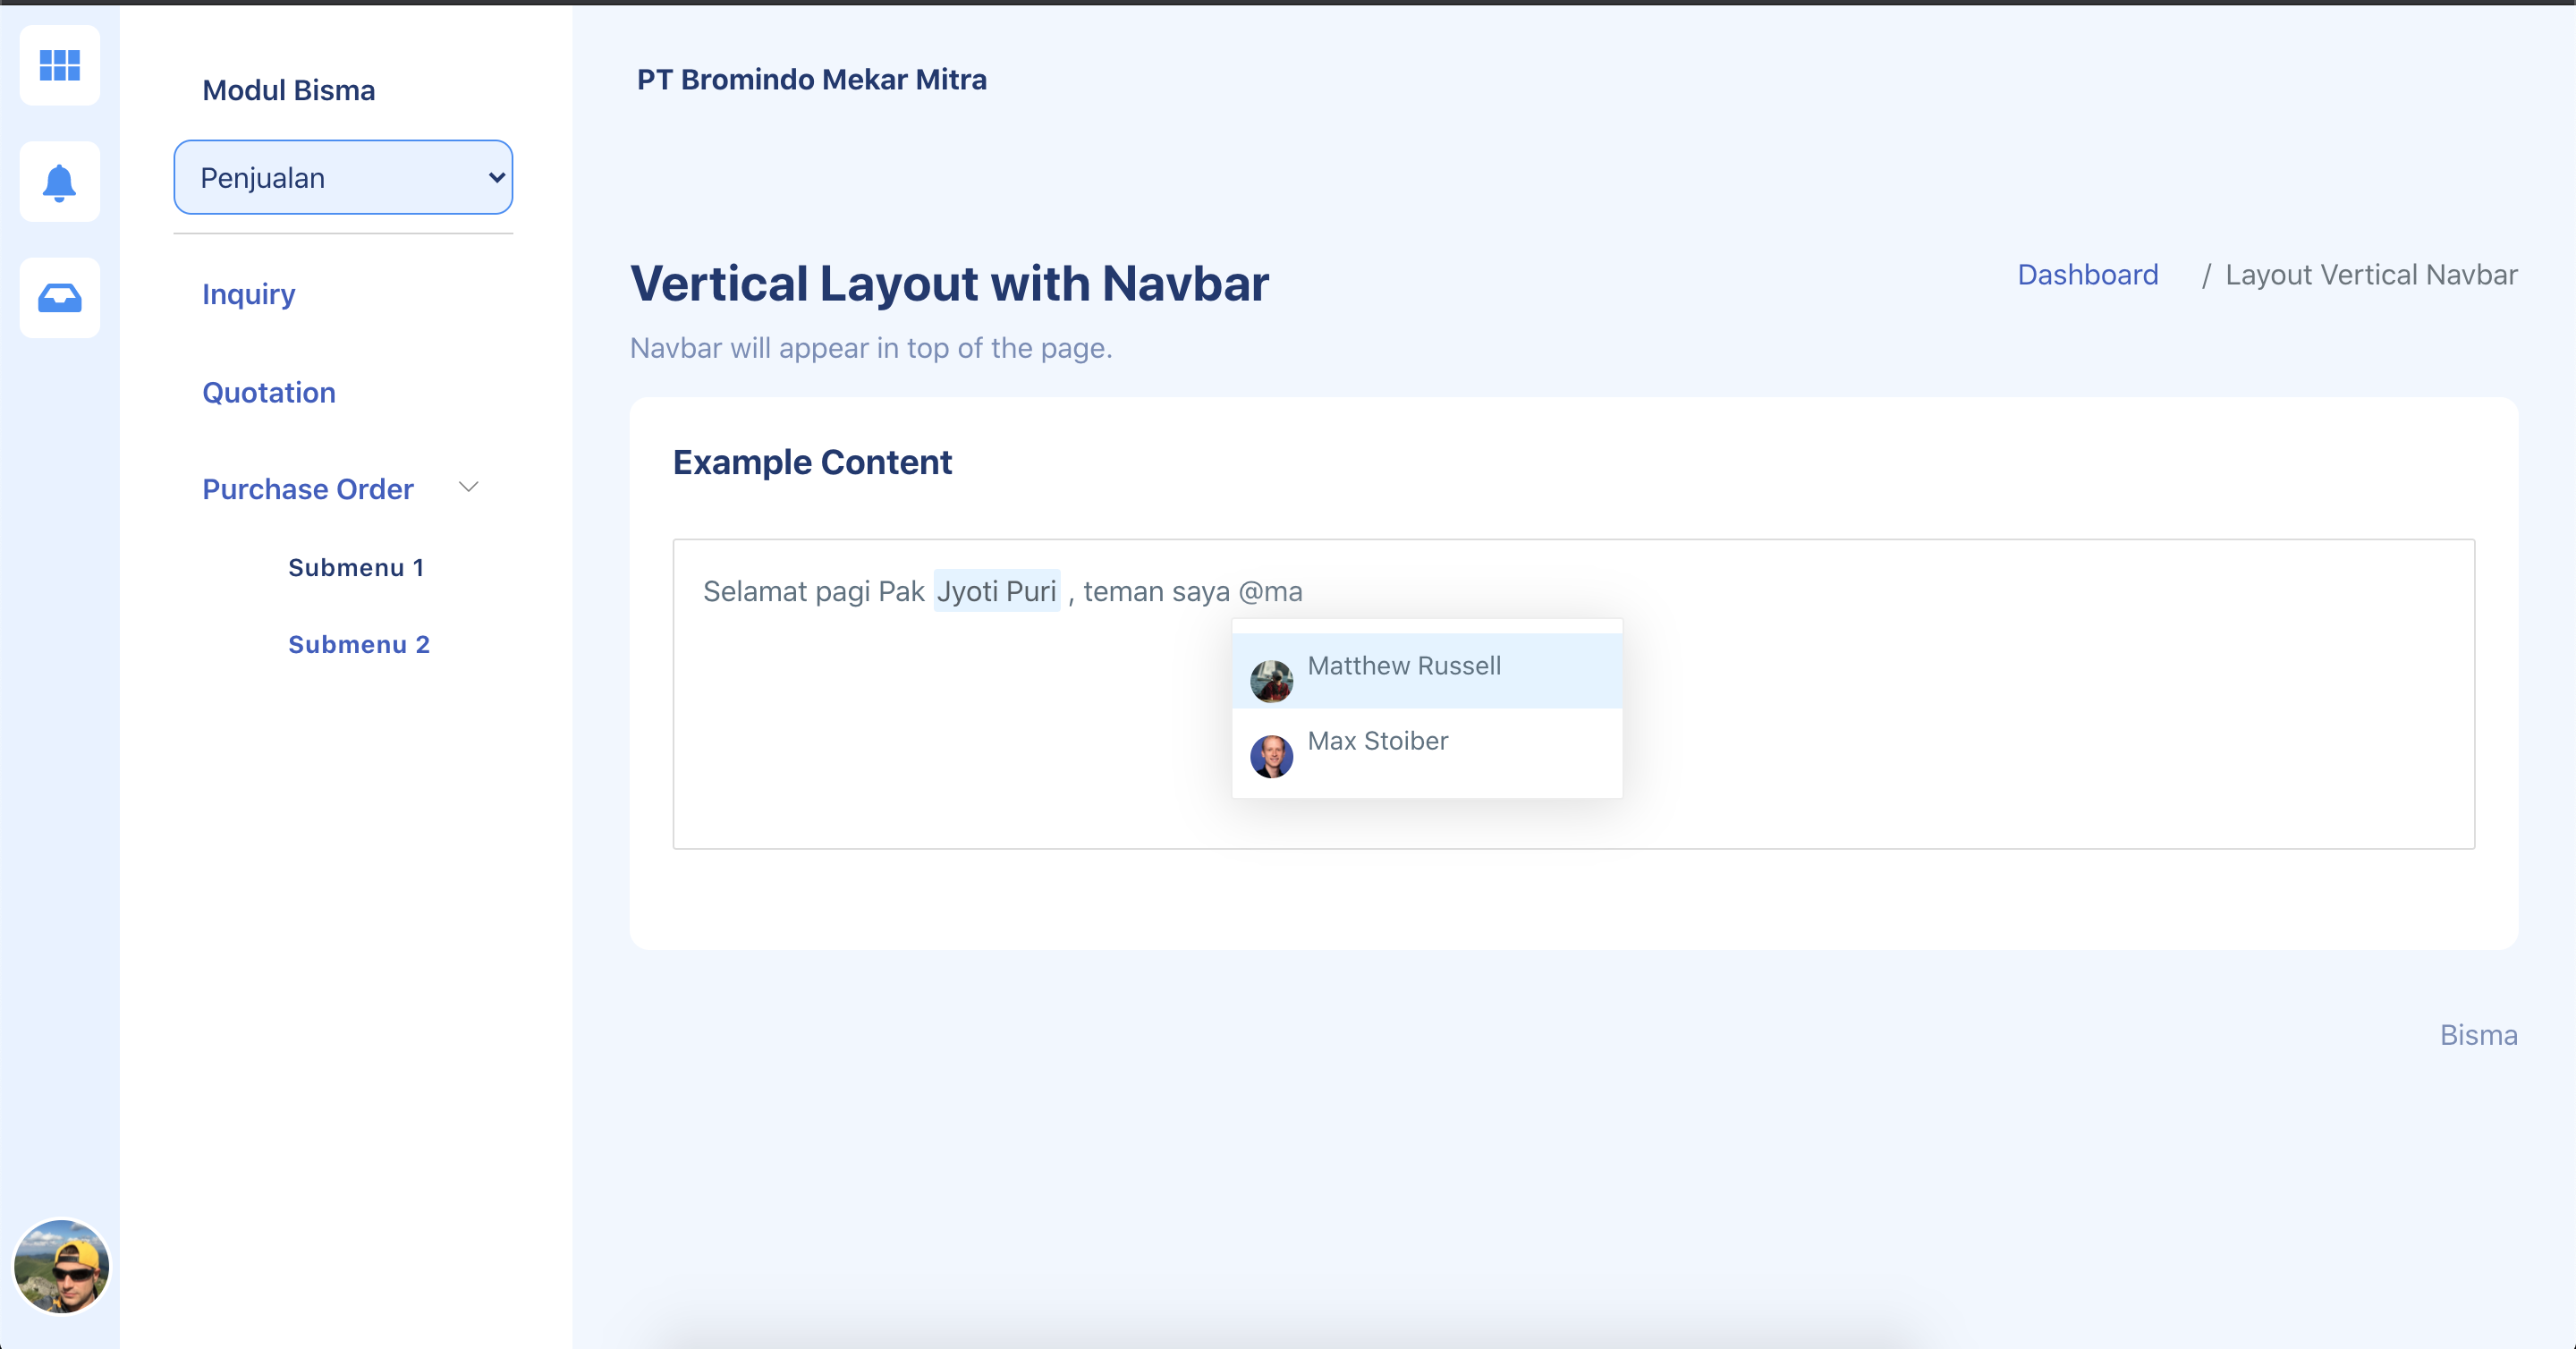 Modul Bisma
Penjualan
Inquiry
Quotation
Purchase Order
Submenu 1
Submenu 2
PT Bromindo Mekar Mitra
Vertical Layout with Navbar
Navbar will appear in top of the page.
Dashboard / Layout Vertical Navbar
Example Content
Selamat pagi Pak Jyoti Puri , teman saya @ma
Matthew Russell
Max Stoiber
Bisma